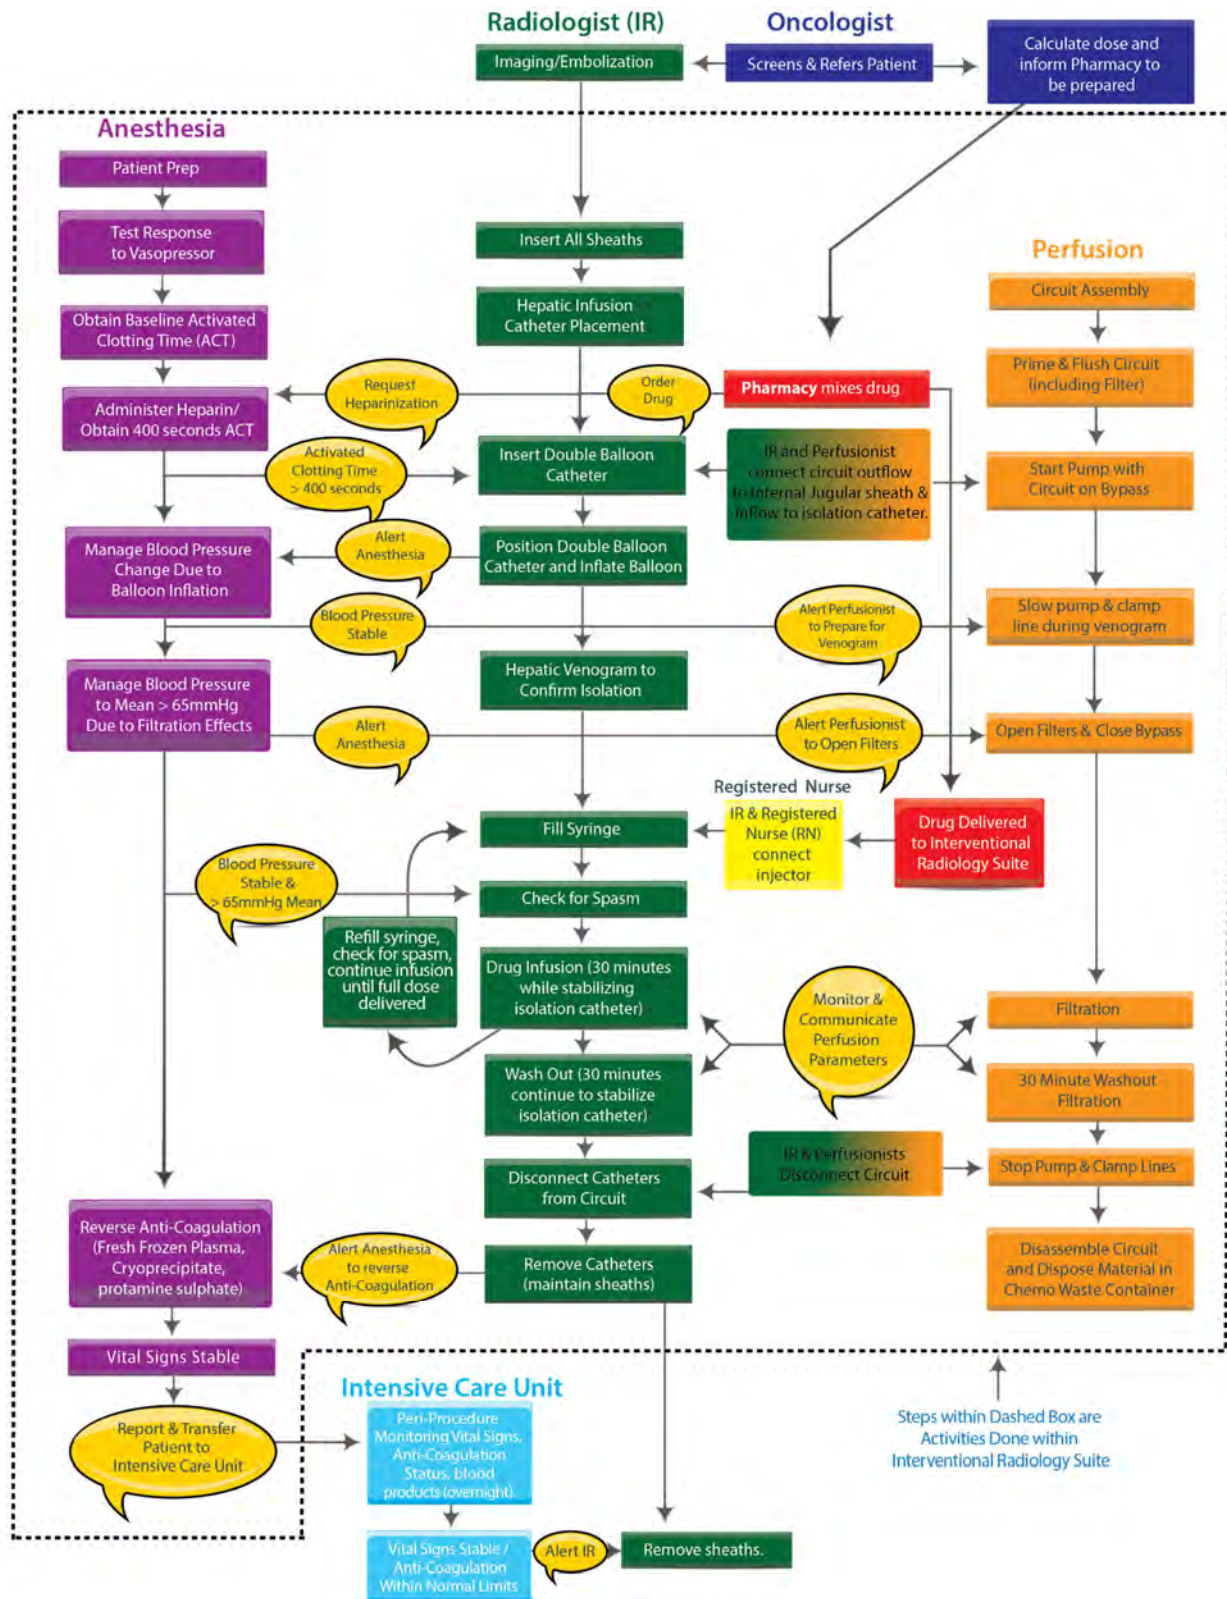 Radiologist (IR)
Oncologist
Imaging/Embolization
Screens & Refers Patient
Calculate dose and
inform Pharmacy to
be prepared
Anesthesia
Patient Prep
Test Response
to Vasopressor
Obtain Baseline Activated
Clotting Time (ACT)
Administer Heparin/
Obtain 400 seconds ACT
Manage Blood Pressure
Change Due to
Balloon Inflation
Manage Blood Pressure
to Mean > 65mmHg
Due to Filtration Effects
Reverse Anti-Coagulation
(Fresh Frozen Plasma,
Cryoprecipitate,
protamine sulphate)
Vital Signs Stable
Report & Transfer
Patient to
Intensive Care Unit
Request
Heparinization
Activated
Clotting Time
> 400 seconds
Alert
Anesthesia
Blood Pressure
Stable
Alert
Anesthesia
Blood Pressure
Stable &
> 65mmHg Mean
Refill syringe,
check for spasm,
continue infusion
until full dose
delivered
Alert Anesthesia
to reverse
Anti-Coagulation
Insert All Sheaths
Hepatic Infusion
Catheter Placement
Insert Double Balloon
Catheter
Position Double Balloon
Catheter and Inflate Balloon
Hepatic Venogram to
Confirm Isolation
Fill Syringe
Check for Spasm
Drug Infusion (30 minutes
while stabilizing
isolation catheter)
Wash Out (30 minutes
continue to stabilize
isolation catheter)
Disconnect Catheters
from Circuit
Remove Catheters
(maintain sheaths)
Order
Drug
Pharmacy mixes drug
IR and Perfusionist
connect circuit outflow
to Internal Jugular sheath &
Inflow to isolation catheter.
Alert Perfusionist
to Prepare for
Venogram
Alert Perfusionist
to Open Filters
Registered Nurse
IR & Registered
Nurse (RN)
connect
injector
Drug Delivered
to Interventional
Radiology Suite
Monitor &
Communicate
Perfusion
Parameters
IR & Perfusionists
Disconnect Circuit
Perfusion
Circuit Assembly
Prime & Flush Circuit
(including Filter)
Start Pump with
Circuit on Bypass
Slow pump & clamp
line during venogram
Open Filters & Close Bypass
Filtration
30 Minute Washout
Filtration
Stop Pump & Clamp Lines
Disassemble Circuit
and Dispose Material in
Chemo Waste Container
Intensive Care Unit
Peri-Procedure
Monitoring Vital Signs,
Anti-Coagulation
Status, blood
products (overnight)
Vital Signs Stable /
Anti-Coagulation
Within Normal Limits
Alert IR
Remove sheaths.
Steps within Dashed Box are
Activities Done within
Interventional Radiology Suite